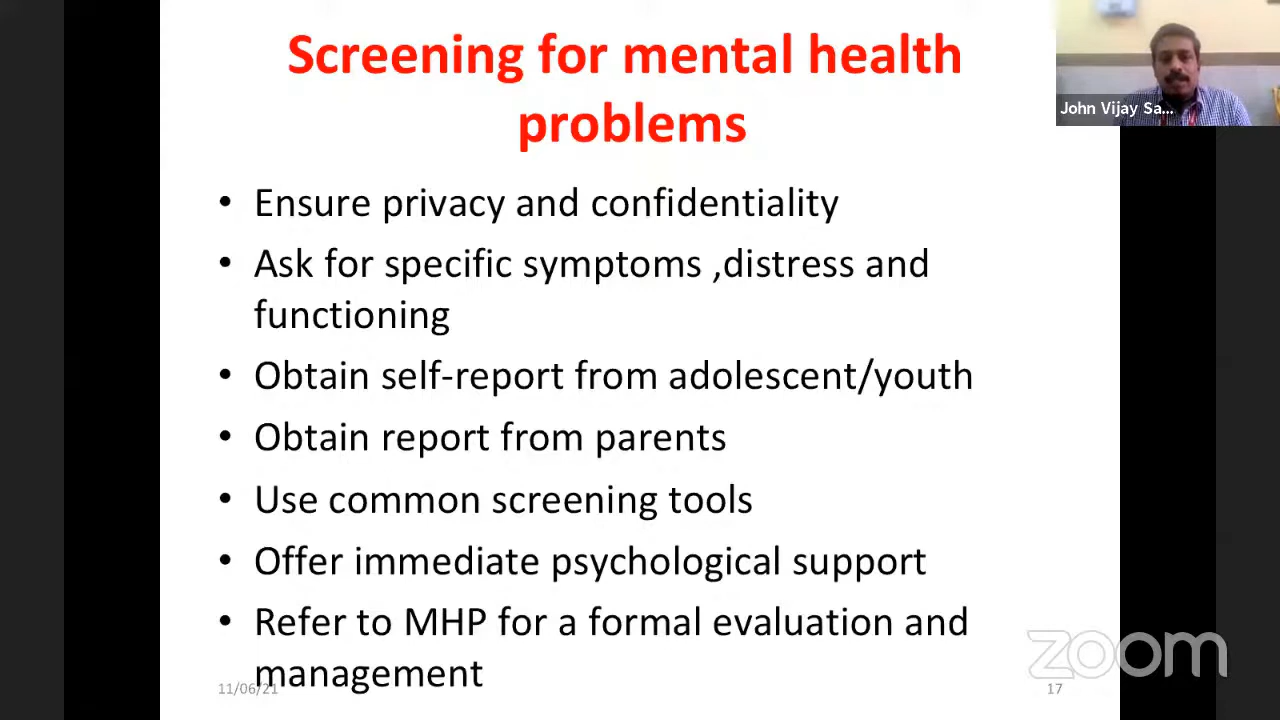 Screening for mental health
problems
John Vijay Sa...
• Ensure privacy and confidentiality
• Ask for specific symptoms ,distress and
functioning
• Obtain self-report from adolescent/youth
• Obtain report from parents
• Use common screening tools
• Offer immediate psychological support
• Refer to MHP for a formal evaluation and
management
11/06/21
17
zoom